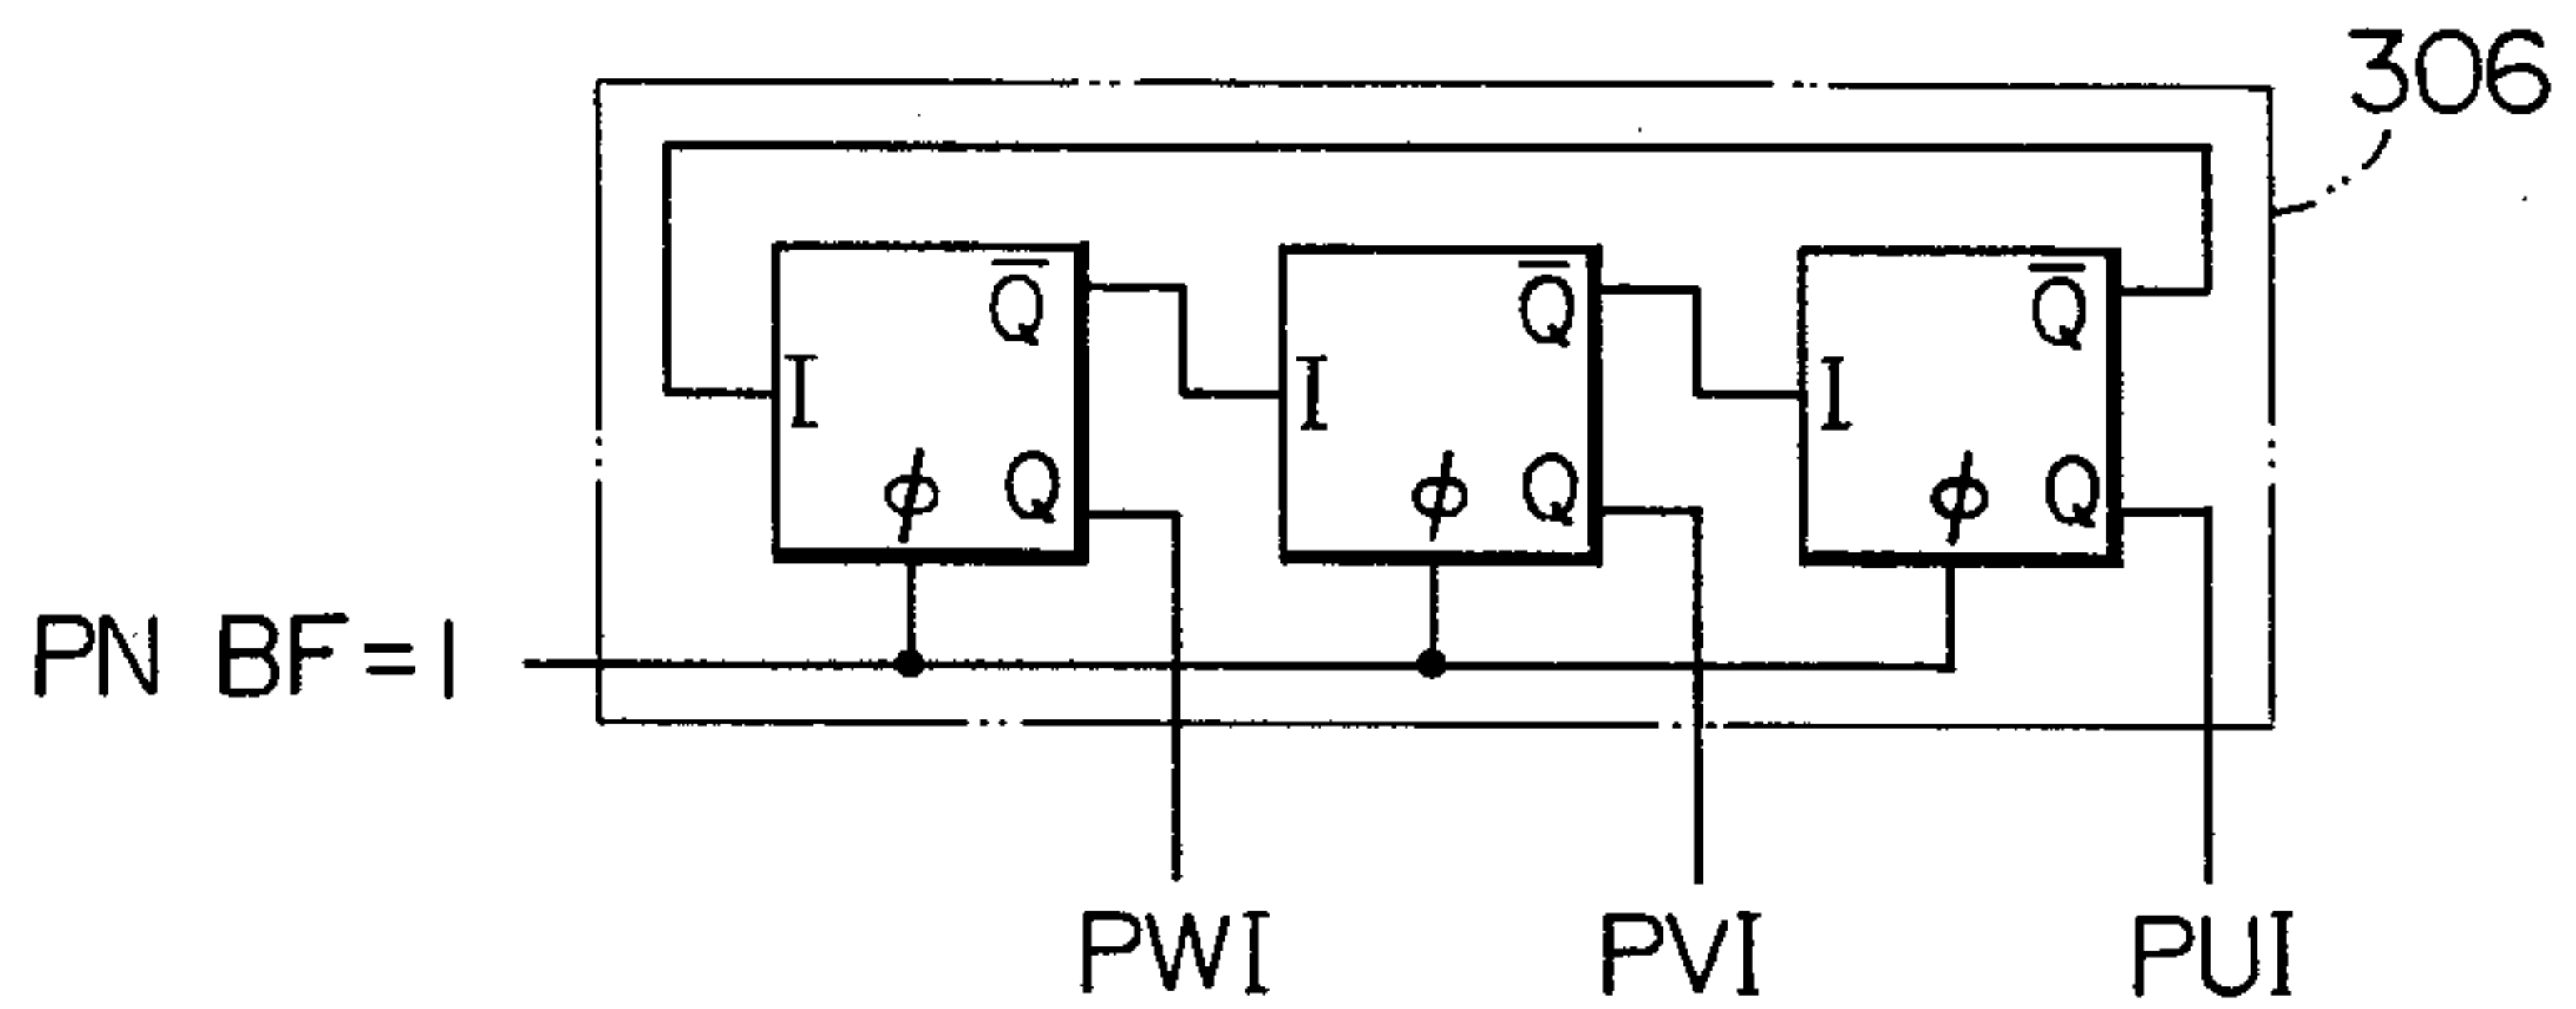 306
Q̅ Q̅ Q̅
I I I
ϕ Q ϕ Q ϕ Q
PN BF=1
PWI PVI PUI